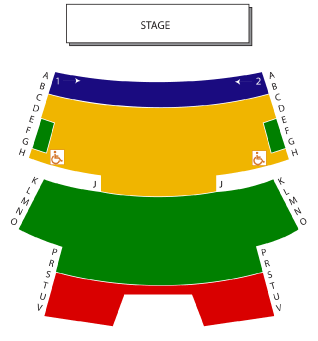 STAGE
1 2
A A
B B
C C
D D
E E
F F
G G
H H
J J
K K
L L
M M
N N
O O
P P
R R
S S
T T
U U
V V